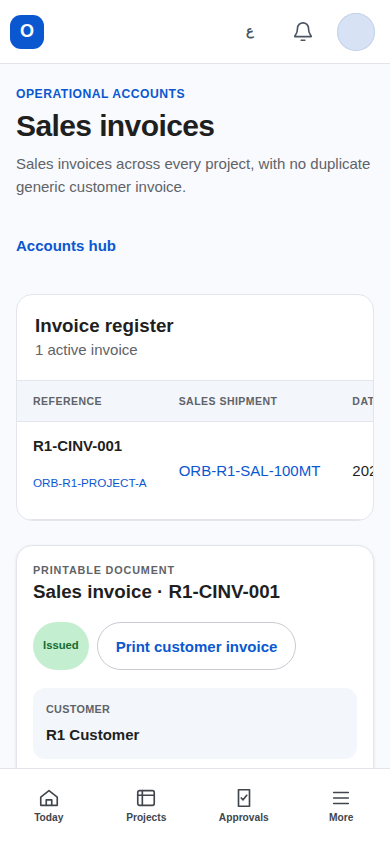 O
ع
OPERATIONAL ACCOUNTS
Sales invoices
Sales invoices across every project, with no duplicate
generic customer invoice.
Accounts hub
Invoice register
1 active invoice
REFERENCE SALES SHIPMENT
R1-CINV-001
ORB-R1-PROJECT-A
ORB-R1-SAL-100MT
PRINTABLE DOCUMENT
Sales invoice · R1-CINV-001
Issued
Print customer invoice
CUSTOMER
R1 Customer
Today Projects Approvals More